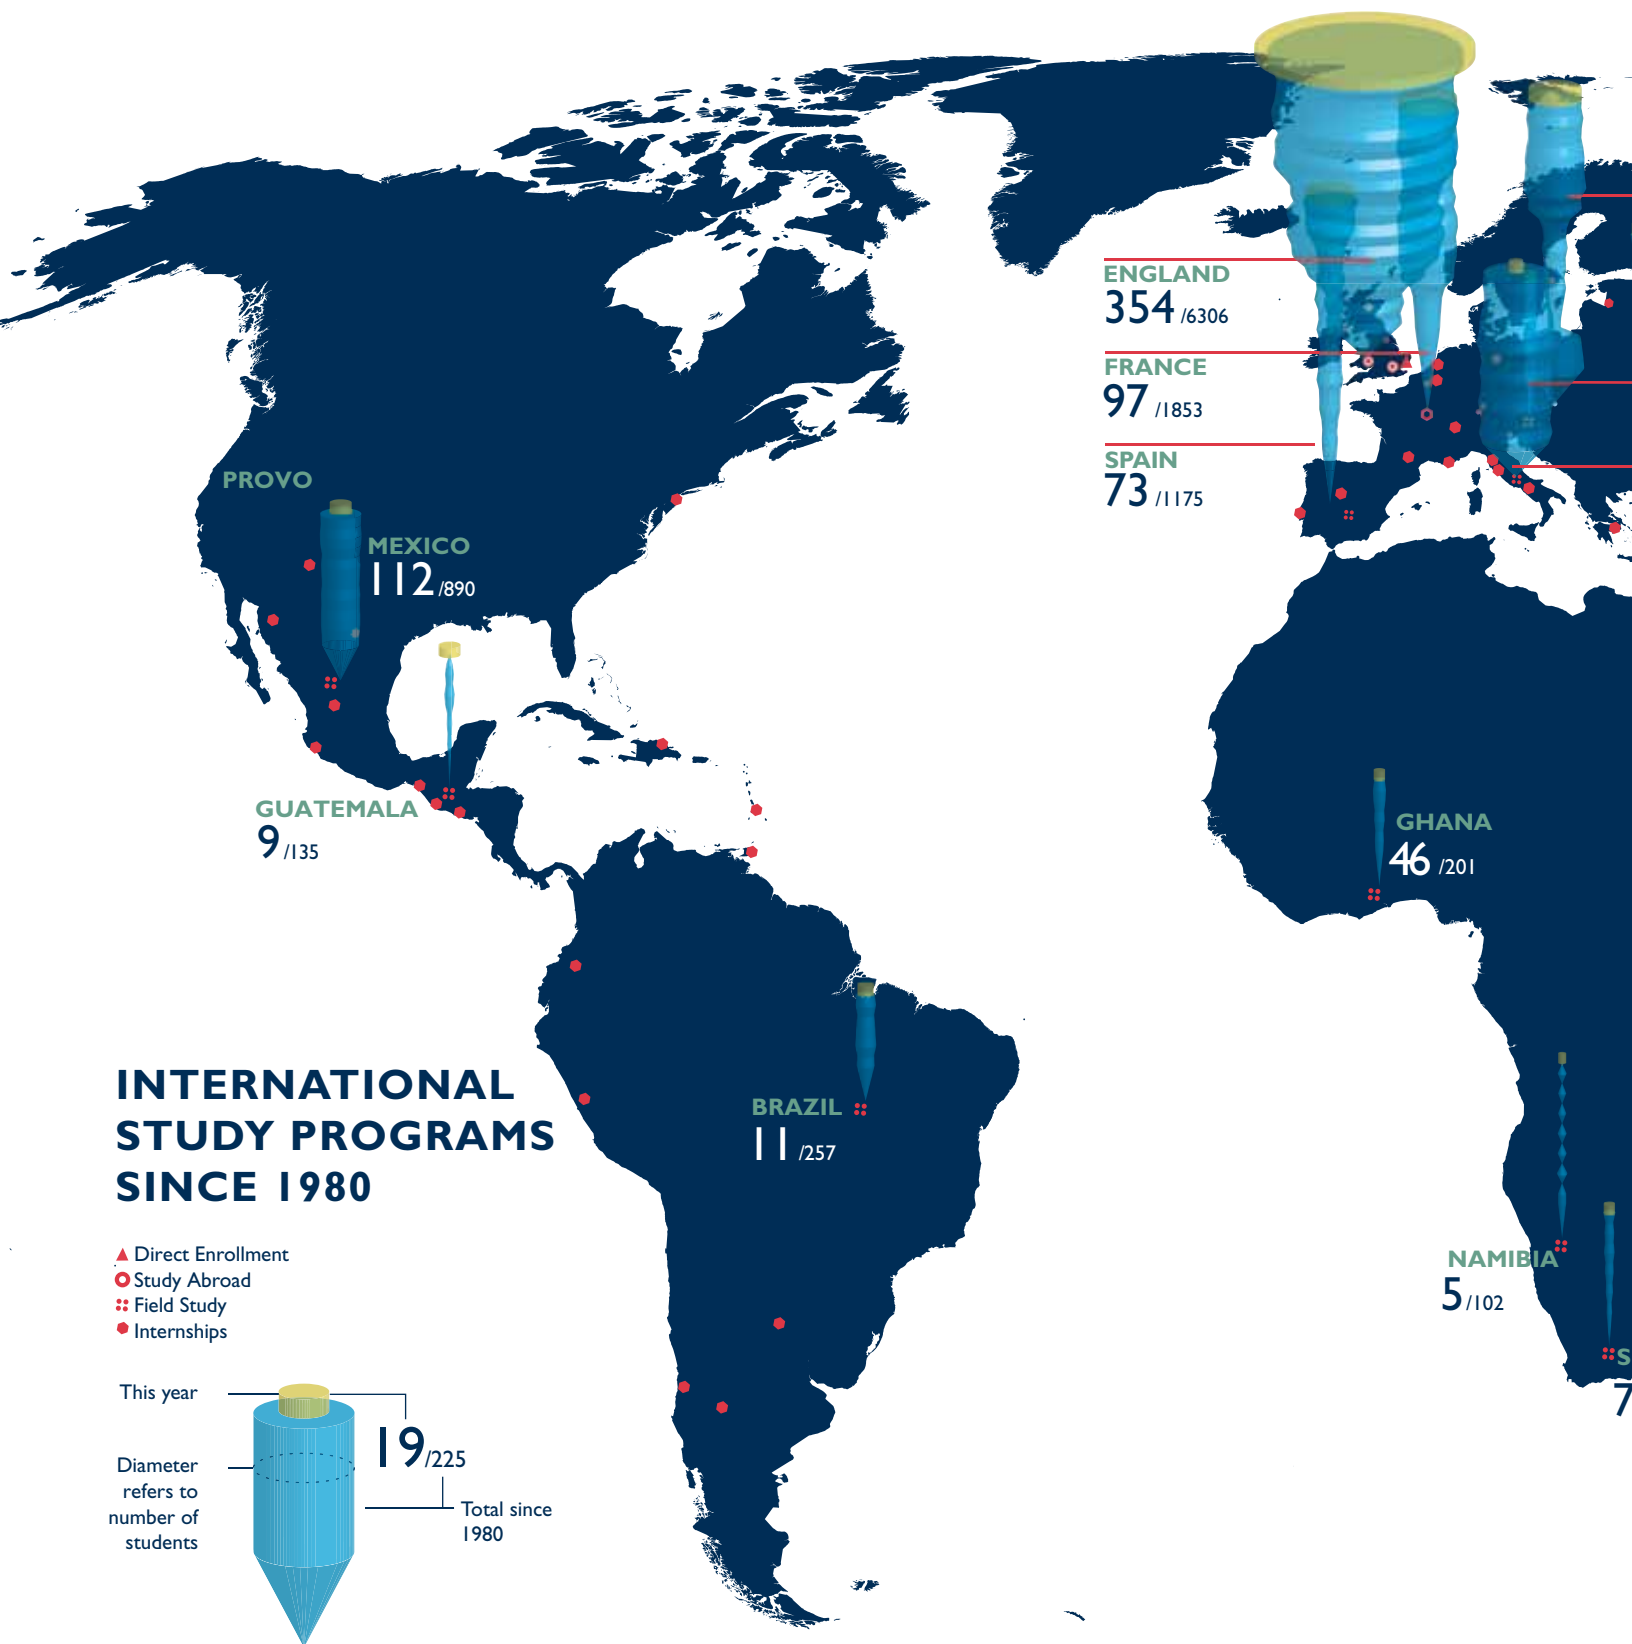 ENGLAND
354 /6306
FRANCE
97 /1853
SPAIN
73 /1175
PROVO
MEXICO
112 /890
GUATEMALA
9 /135
GHANA
46 /201
BRAZIL
11 /257
NAMIBIA
5 /102
S
7
INTERNATIONAL
STUDY PROGRAMS
SINCE 1980
Direct Enrollment
Study Abroad
Field Study
Internships
This year
19 /225
Diameter
refers to
number of
students
Total since
1980